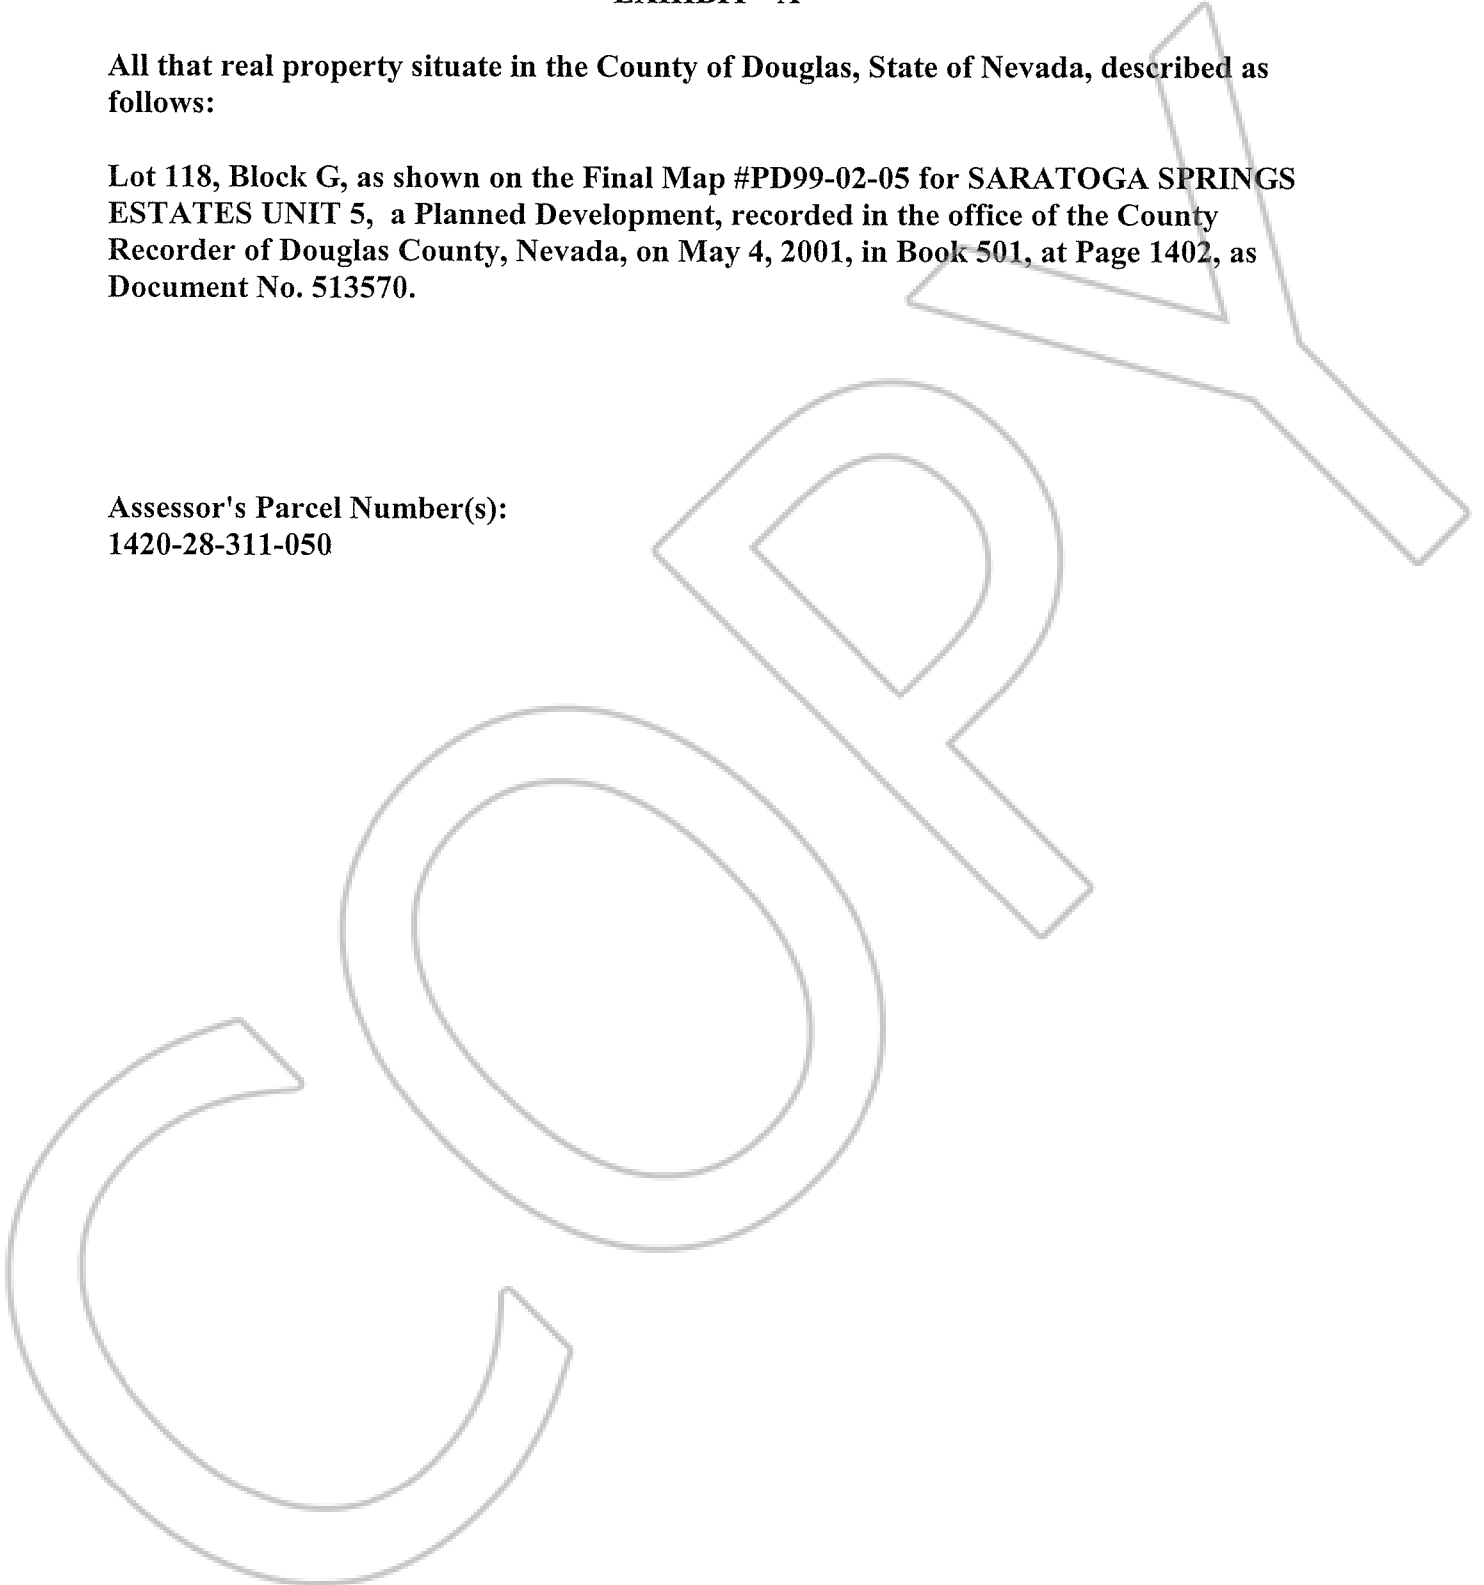 EXHIBIT "A"
All that real property situate in the County of Douglas, State of Nevada, described as
follows:
Lot 118, Block G, as shown on the Final Map #PD99-02-05 for SARATOGA SPRINGS
ESTATES UNIT 5,  a Planned Development, recorded in the office of the County
Recorder of Douglas County, Nevada, on May 4, 2001, in Book 501, at Page 1402, as
Document No. 513570.
Assessor's Parcel Number(s):
1420-28-311-050
COPY